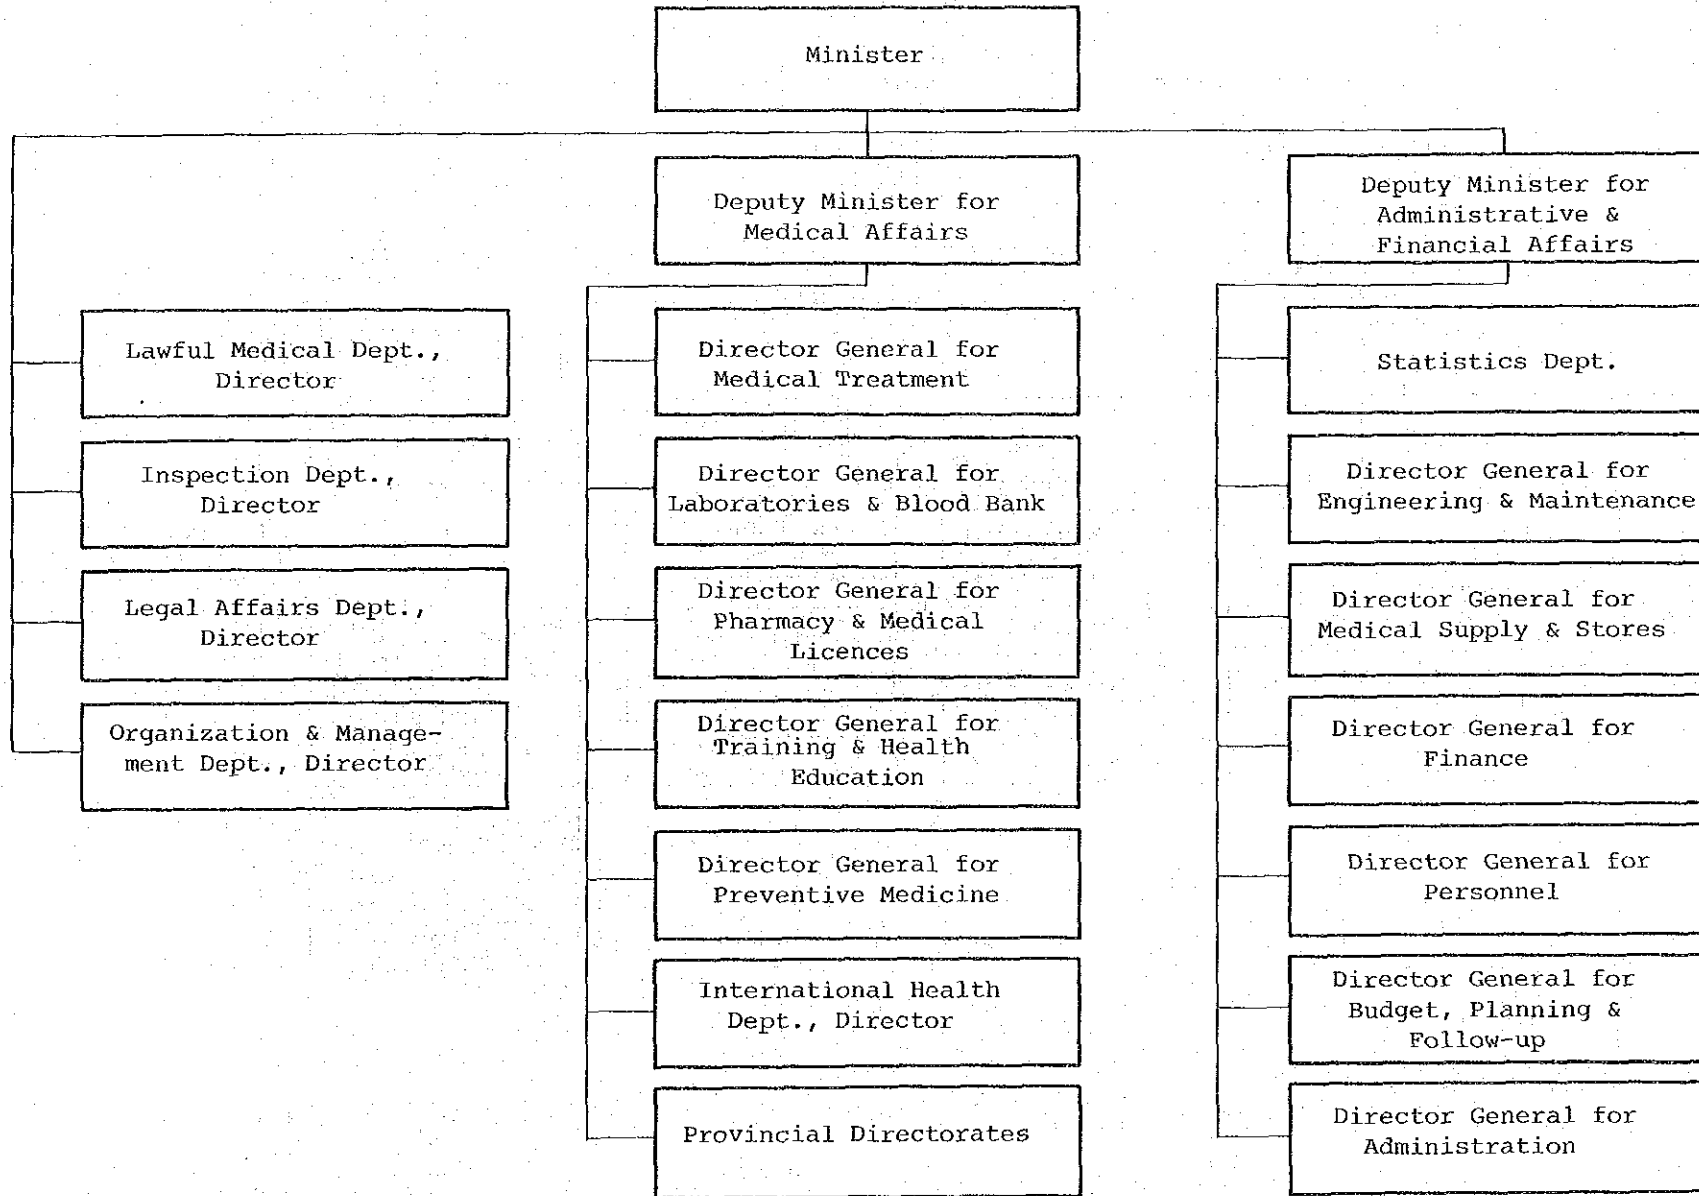 Minister
Deputy Minister for
Medical Affairs
Deputy Minister for
Administrative &
Financial Affairs
Lawful Medical Dept.,
Director
Inspection Dept.,
Director
Legal Affairs Dept.,
Director
Organization & Manage-
ment Dept., Director
Director General for
Medical Treatment
Director General for
Laboratories & Blood Bank
Director General for
Pharmacy & Medical
Licences
Director General for
Training & Health
Education
Director General for
Preventive Medicine
International Health
Dept., Director
Provincial Directorates
Statistics Dept.
Director General for
Engineering & Maintenance
Director General for
Medical Supply & Stores
Director General for
Finance
Director General for
Personnel
Director General for
Budget, Planning &
Follow-up
Director General for
Administration